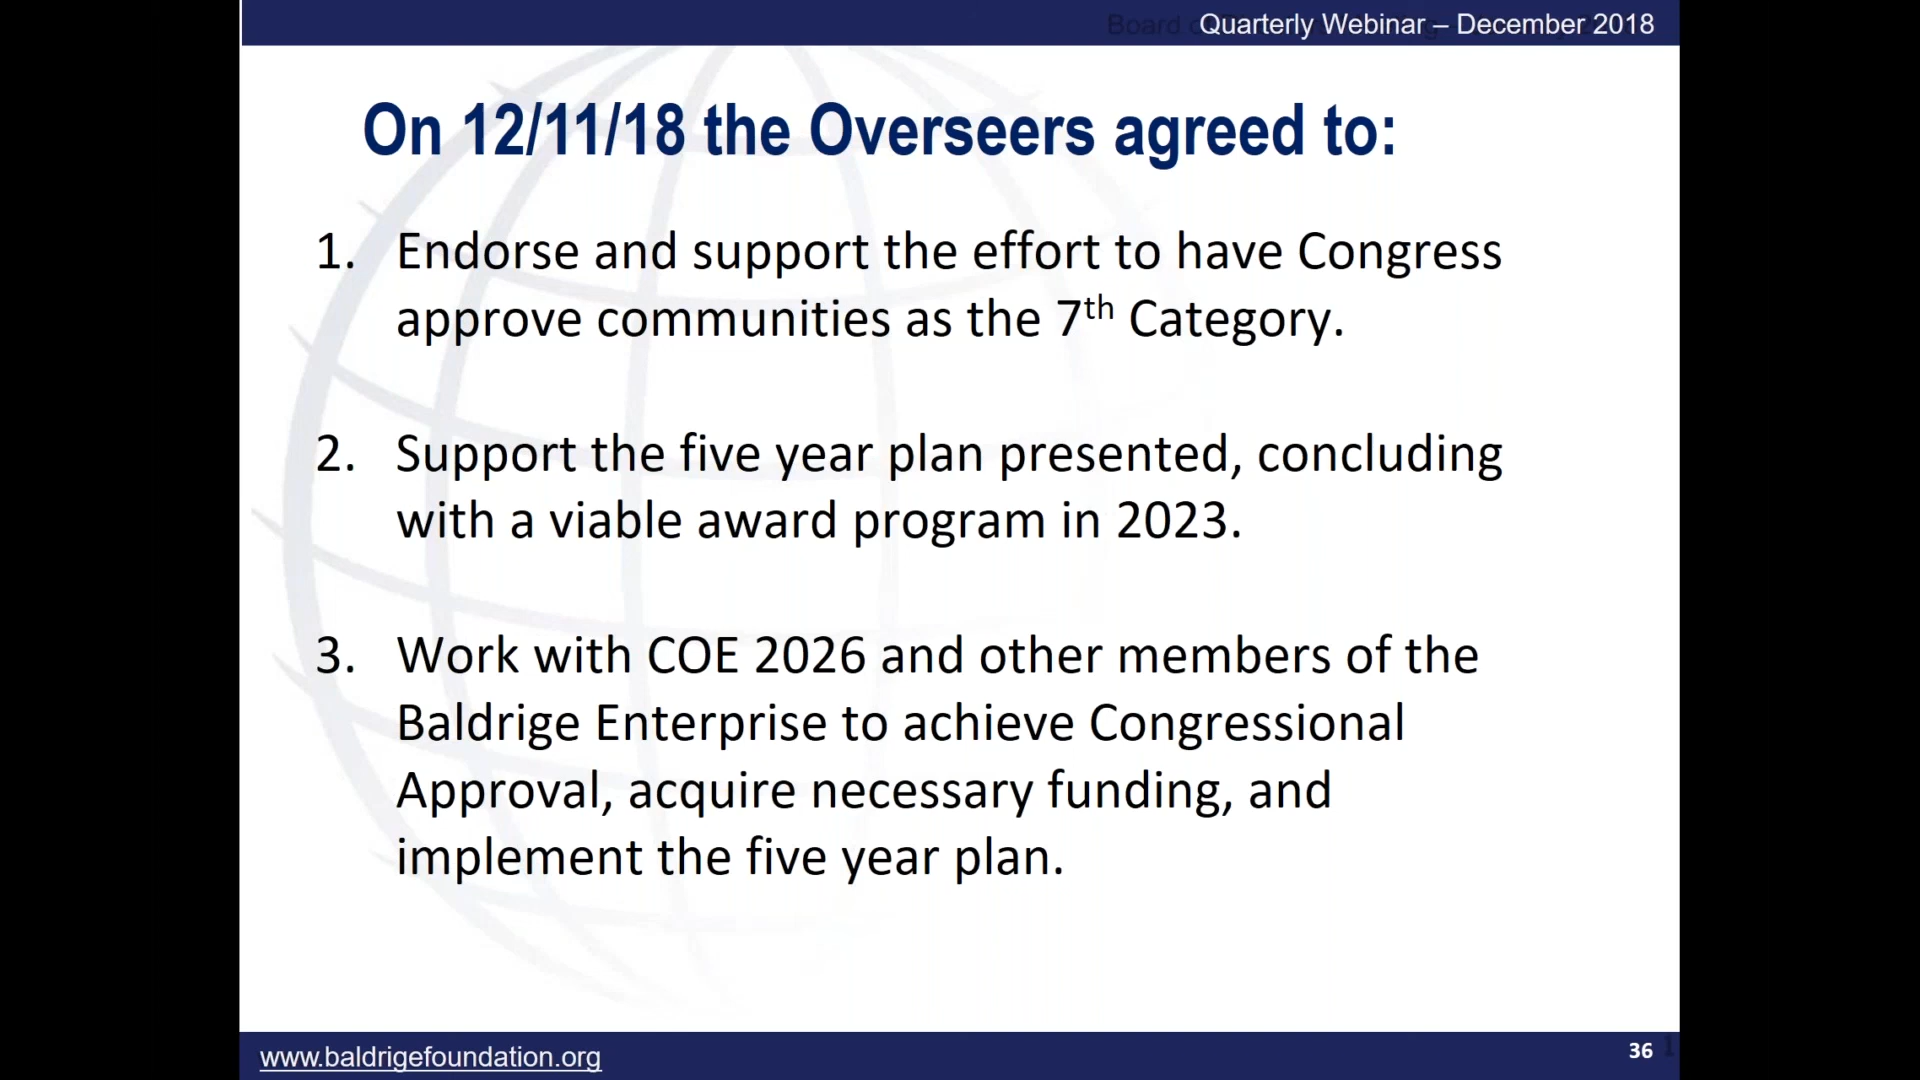 Quarterly Webinar – December 2018
On 12/11/18 the Overseers agreed to:
1. Endorse and support the effort to have Congress
approve communities as the 7th Category.
2. Support the five year plan presented, concluding
with a viable award program in 2023.
3. Work with COE 2026 and other members of the
Baldrige Enterprise to achieve Congressional
Approval, acquire necessary funding, and
implement the five year plan.
www.baldrigefoundation.org
36